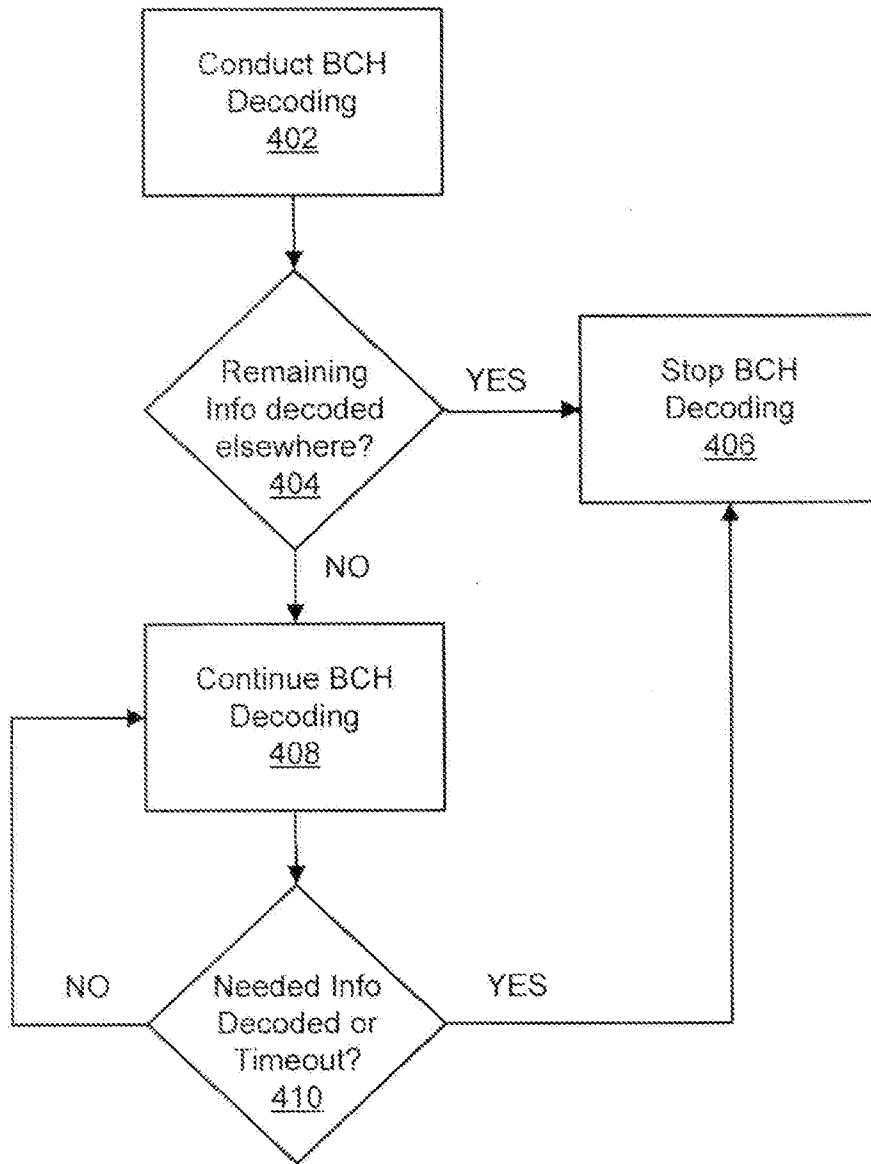 Conduct BCH
Decoding
402
Remaining
Info decoded
elsewhere?
404
YES
Stop BCH
Decoding
406
NO
Continue BCH
Decoding
408
NO
Needed Info
Decoded or
Timeout?
410
YES